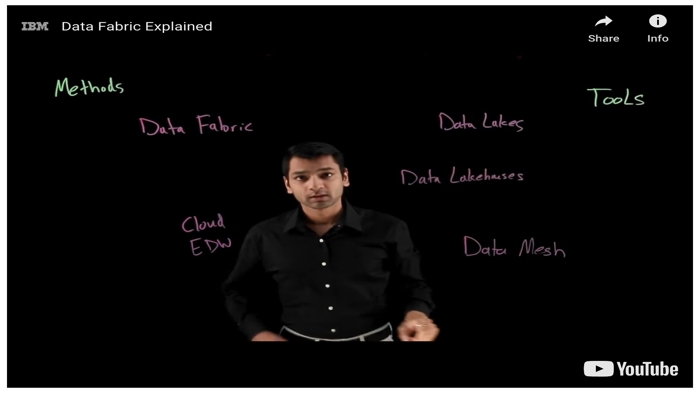 IBM Data Fabric Explained
Share
Info
Methods
Tools
Data Fabric
Data Lakes
Data Lakehouses
Cloud
EDW
Data Mesh
YouTube